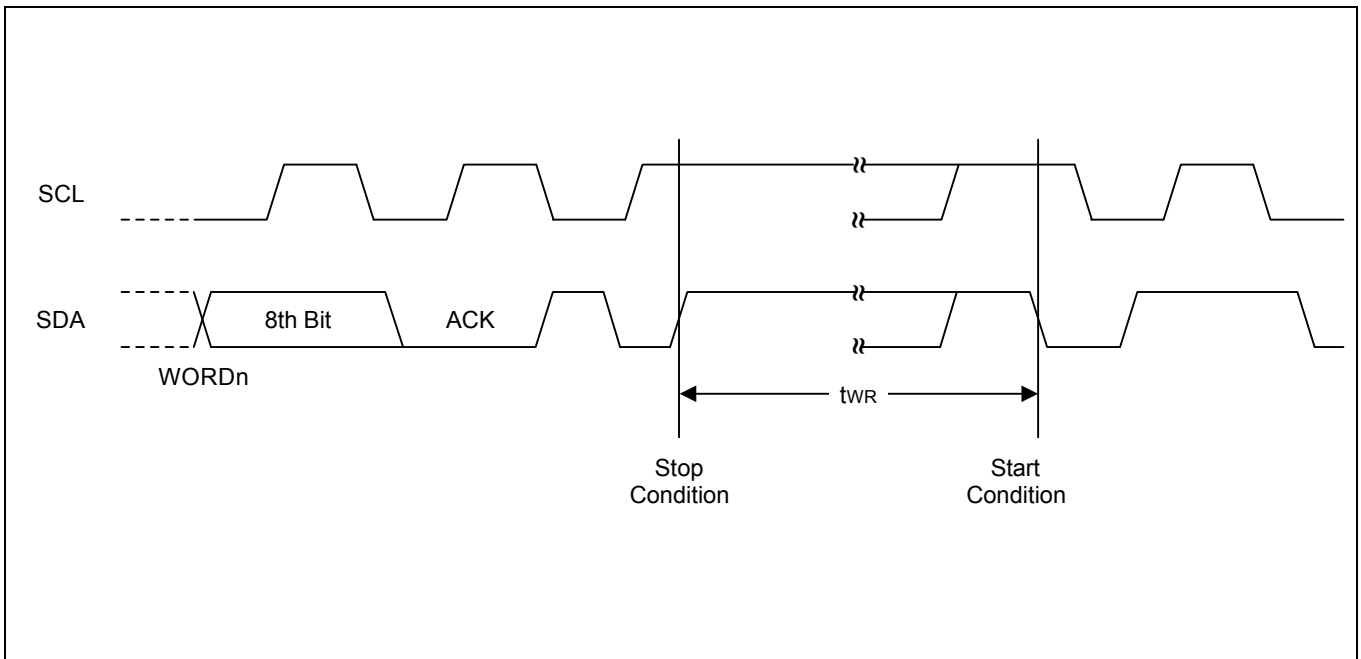 SCL
SDA
8th Bit
ACK
WORDn
tWR
Stop
Condition
Start
Condition